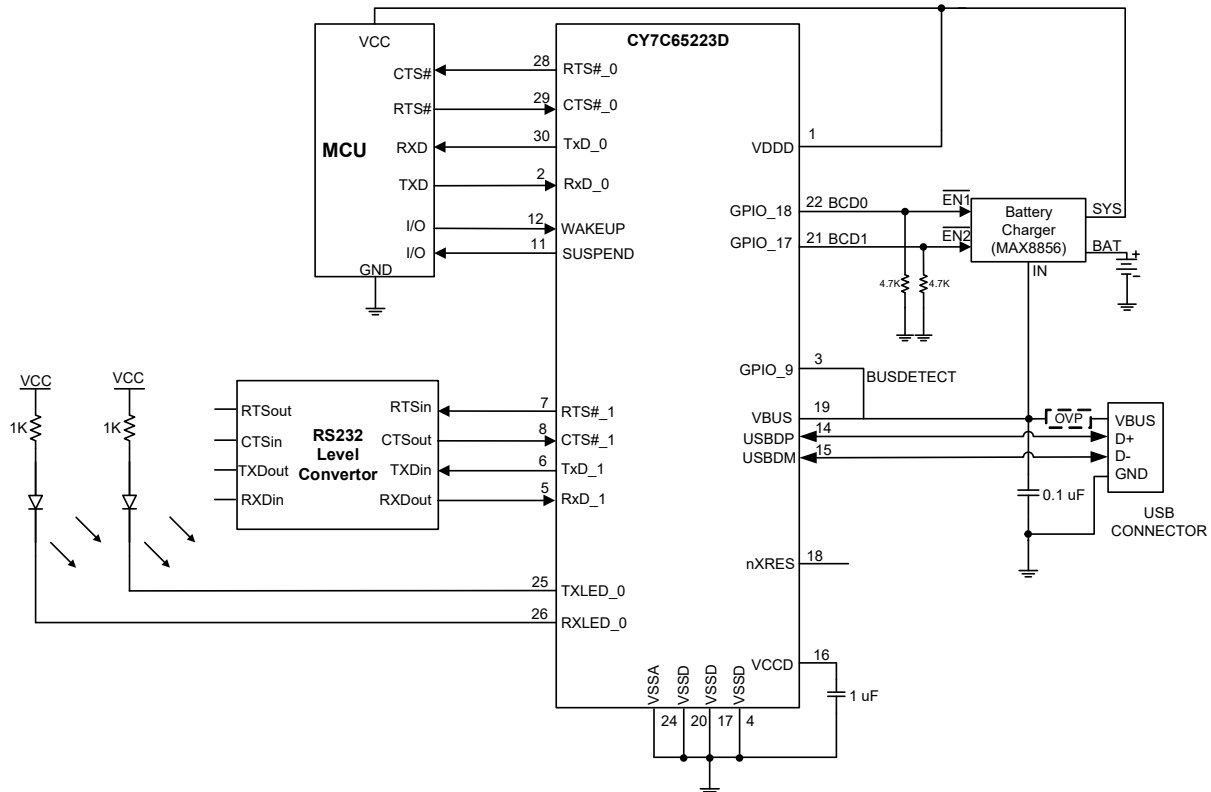 CY7C65223D
VCC
MCU
CTS#
RTS#
RXD
TXD
I/O
I/O
GND
28
29
30
2
12
11
RTS#_0
CTS#_0
TxD_0
RxD_0
WAKEUP
SUSPEND
VDDD
1
GPIO_18
22 BCD0
GPIO_17
21 BCD1
EN1
EN2
Battery
Charger
(MAX8856)
SYS
BAT
+
-
IN
4.7K
4.7K
GPIO_9
3
BUSDETECT
VBUS
19
USBDP
14
USBDM
15
OVP
VBUS
D+
D-
GND
USB
CONNECTOR
0.1 uF
VCC
VCC
1K
1K
RTSout
CTSin
TXDout
RXDin
RS232
Level
Convertor
RTSin
CTSout
TXDin
RXDout
7
8
6
5
RTS#_1
CTS#_1
TxD_1
RxD_1
nXRES
18
25
TXLED_0
26
RXLED_0
VCCD
16
1 uF
VSSA
VSSD
VSSD
VSSD
24
20
17
4